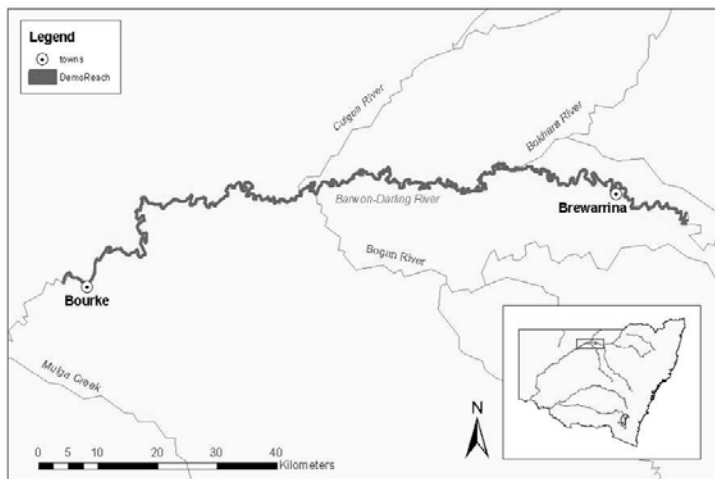 Legend
towns
DemoReach
Culgoa River
Bokhara River
Barwon-Darling River
Brewarrina
Bogan River
Bourke
Mulga Creek
N
0 5 10 20 30 40
Kilometers